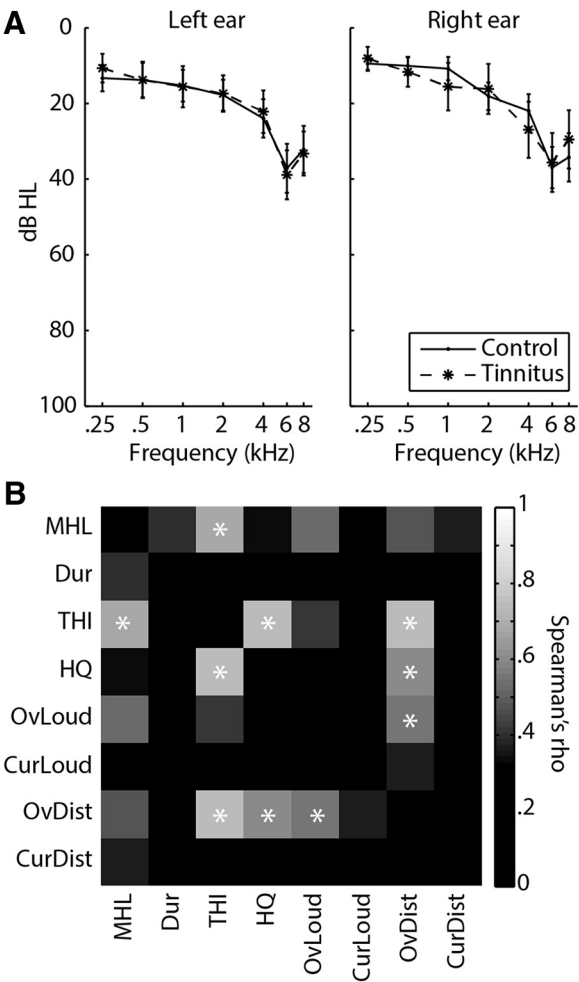 A
Left ear
Right ear
dB HL
0
20
40
60
80
100
.25 .5 1 2 4 6 8
.25 .5 1 2 4 6 8
Frequency (kHz)
Frequency (kHz)
Control
Tinnitus
B
MHL
Dur
THI
HQ
OvLoud
CurLoud
OvDist
CurDist
MHL
Dur
THI
HQ
OvLoud
CurLoud
OvDist
CurDist
1
.8
.6
.4
.2
0
Spearman's rho